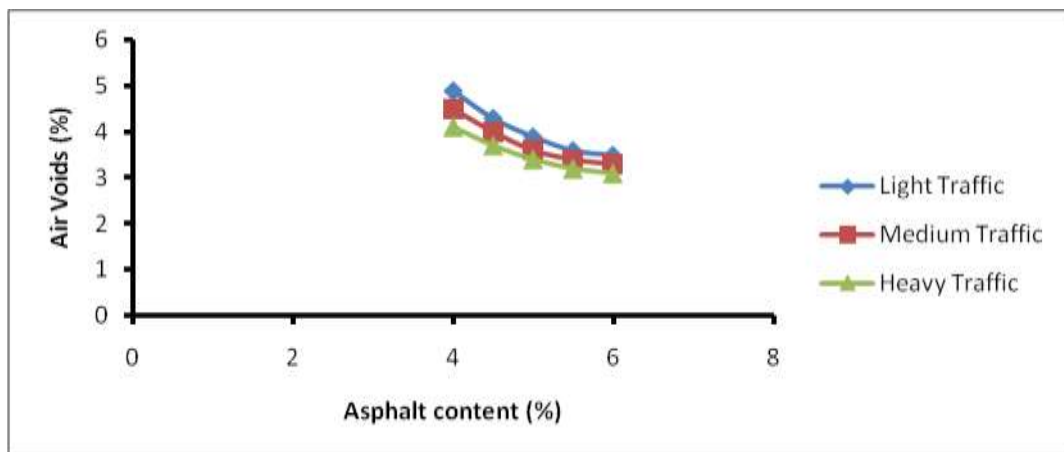 6
5
4
3
2
1
0
Air Voids (%)
0 2 4 6 8
Asphalt content (%)
Light Traffic
Medium Traffic
Heavy Traffic